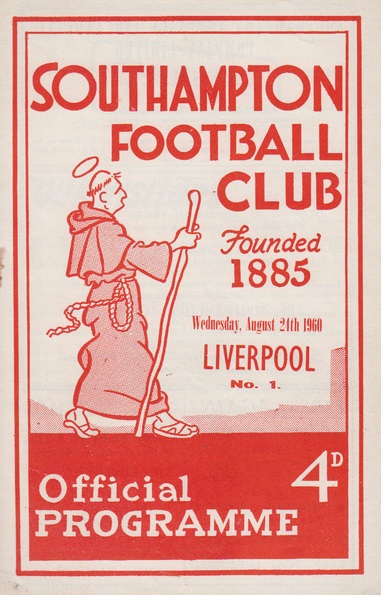 SOUTHAMPTON
FOOTBALL
CLUB
Founded
1885
Wednesday, August 24th 1960
LIVERPOOL
No. 1.
Official
PROGRAMME
4D